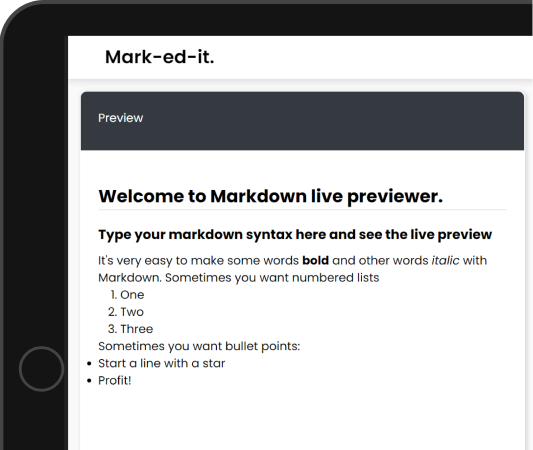 Mark-ed-it.
Preview
Welcome to Markdown live previewer.
Type your markdown syntax here and see the live preview
It's very easy to make some words bold and other words italic with
Markdown. Sometimes you want numbered lists
1. One
2. Two
3. Three
Sometimes you want bullet points:
• Start a line with a star
• Profit!